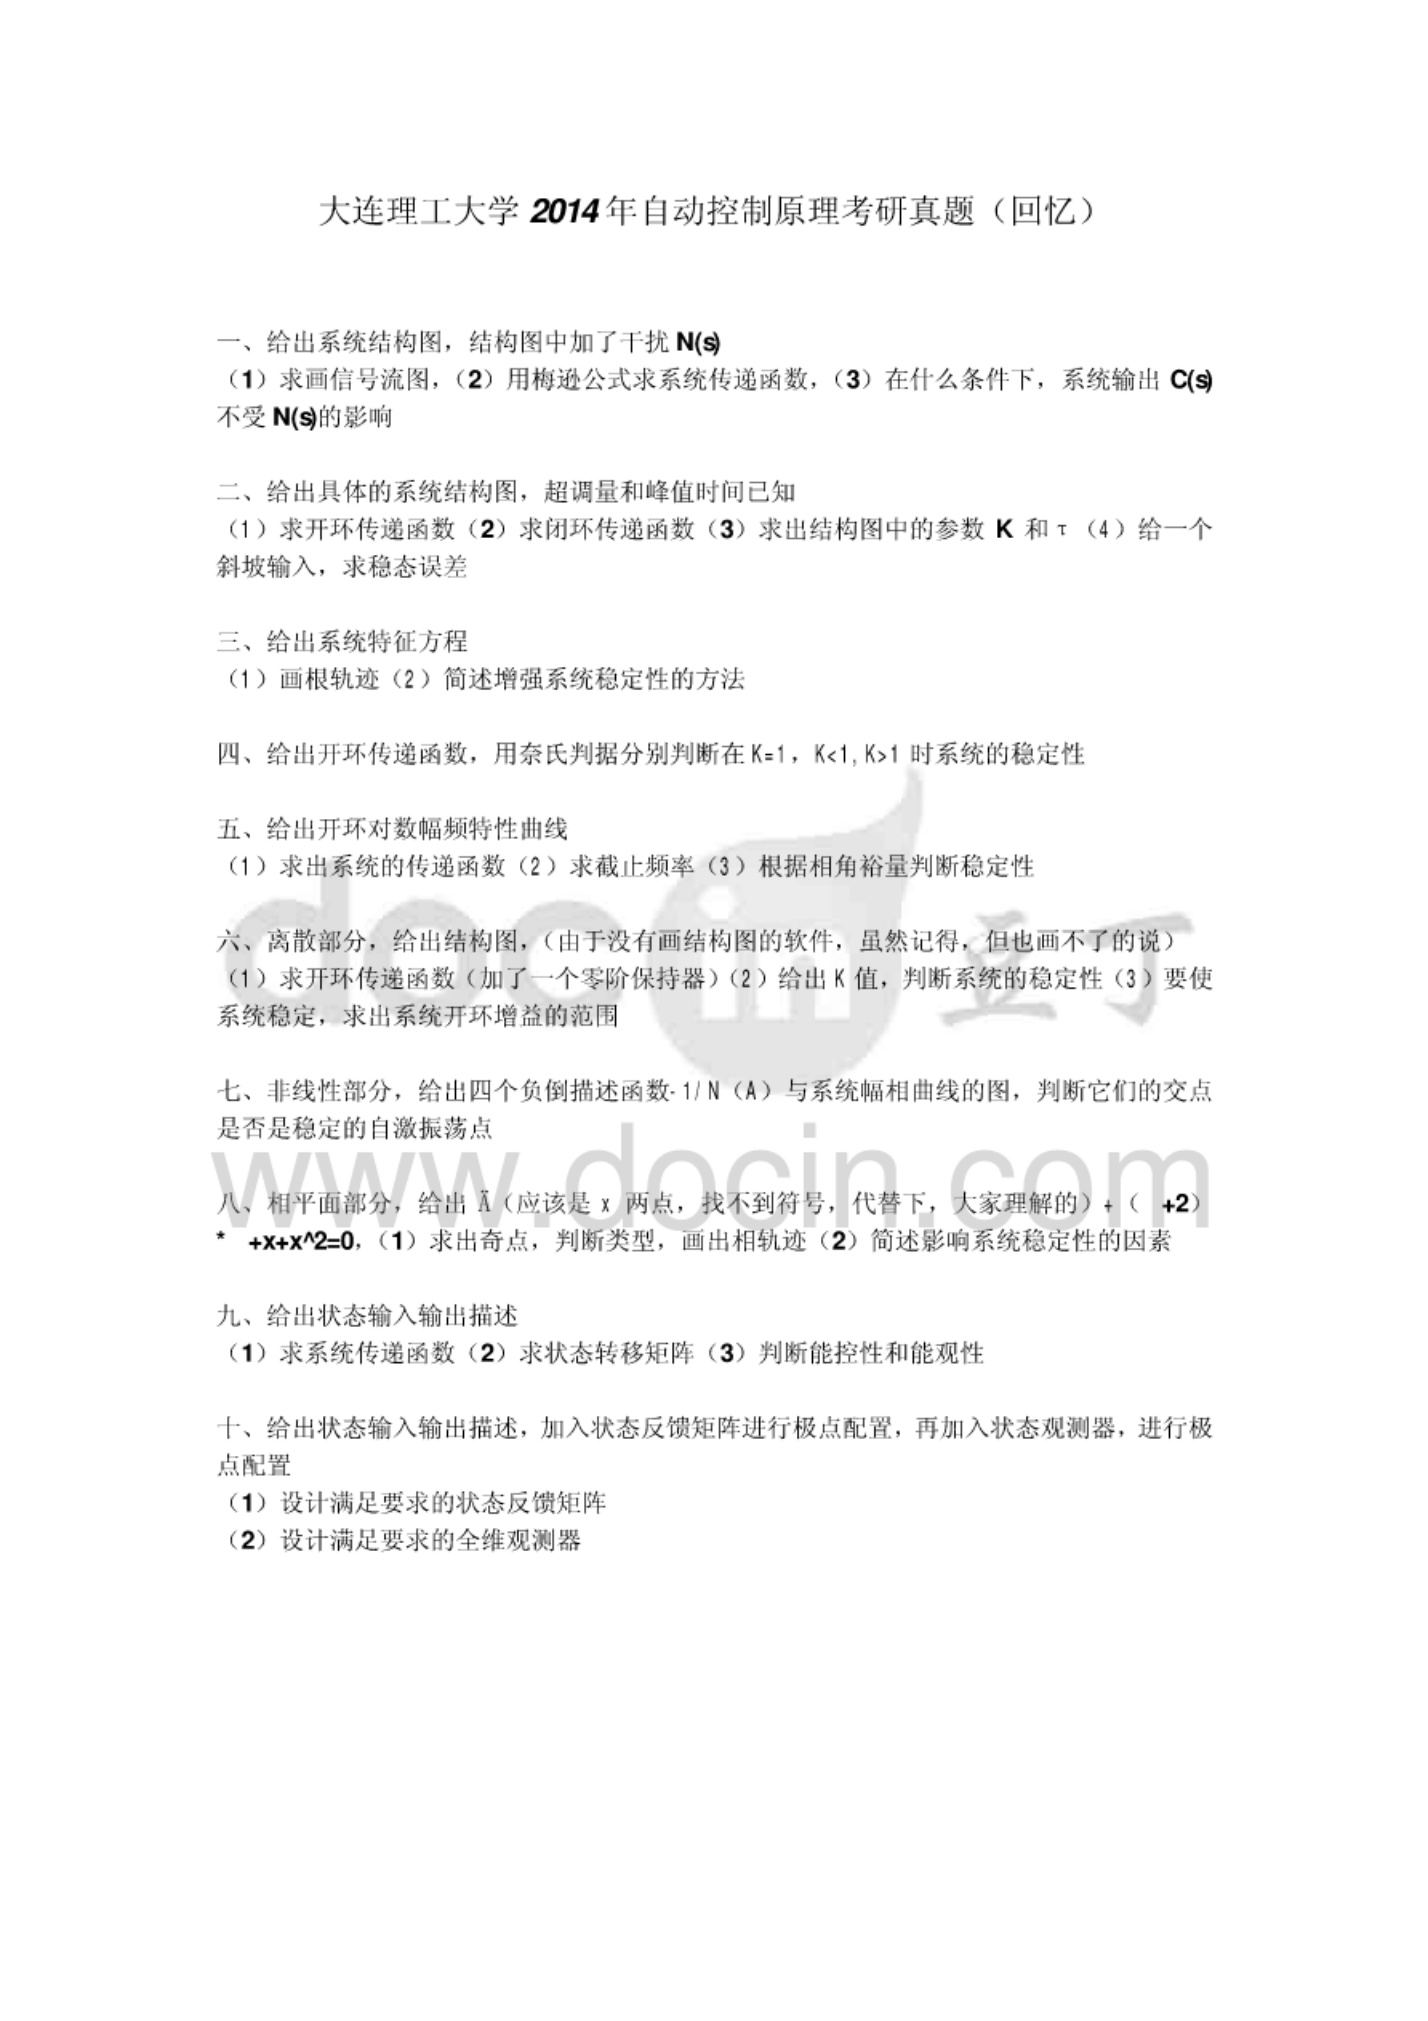 大连理工大学 2014 年自动控制原理考研真题（回忆）
一、给出系统结构图，结构图中加了干扰 N(s)
（1）求画信号流图，（2）用梅逊公式求系统传递函数，（3）在什么条件下，系统输出 C(s)
不受 N(s)的影响
二、给出具体的系统结构图，超调量和峰值时间已知
（1）求开环传递函数（2）求闭环传递函数（3）求出结构图中的参数 K 和 τ（4）给一个
斜坡输入，求稳态误差
三、给出系统特征方程
（1）画根轨迹（2）简述增强系统稳定性的方法
四、给出开环传递函数，用奈氏判据分别判断在 K=1，K<1,K>1 时系统的稳定性
五、给出开环对数幅频特性曲线
（1）求出系统的传递函数（2）求截止频率（3）根据相角裕量判断稳定性
六、离散部分，给出结构图，（由于没有画结构图的软件，虽然记得，但也画不了的说）
（1）求开环传递函数（加了一个零阶保持器）（2）给出 K 值，判断系统的稳定性（3）要使
系统稳定，求出系统开环增益的范围
七、非线性部分，给出四个负倒描述函数-1/N（A）与系统幅相曲线的图，判断它们的交点
是否是稳定的自激振荡点
八、相平面部分，给出 Ä（应该是 x 两点，找不到符号，代替下，大家理解的）+（ +2）
* +x+x^2=0，（1）求出奇点，判断类型，画出相轨迹（2）简述影响系统稳定性的因素
九、给出状态输入输出描述
（1）求系统传递函数（2）求状态转移矩阵（3）判断能控性和能观性
十、给出状态输入输出描述，加入状态反馈矩阵进行极点配置，再加入状态观测器，进行极
点配置
（1）设计满足要求的状态反馈矩阵
（2）设计满足要求的全维观测器
docin 豆丁
www.docin.com